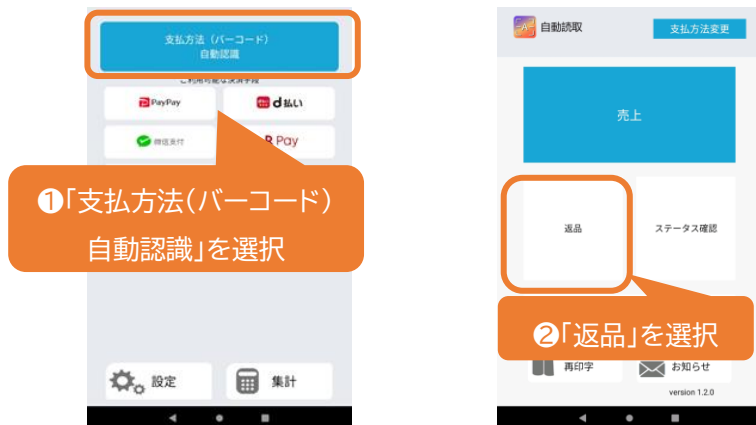 支払方法（バーコード）
自動認識
ご利用可能な決済手段
PayPay
d払い
微信支付
R Pay
❶「支払方法（バーコード）
自動認識」を選択
設定
集計
自動読取
支払方法変更
売上
返品
ステータス確認
❷「返品」を選択
再印字
お知らせ
version 1.2.0